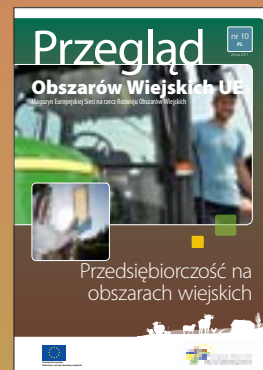 Przegląd
nr 10
PL
Obszarów Wiejskich UE
Magazyn Europejskiej Sieci na rzecz Rozwoju Obszarów Wiejskich
Przedsiębiorczość na
obszarach wiejskich